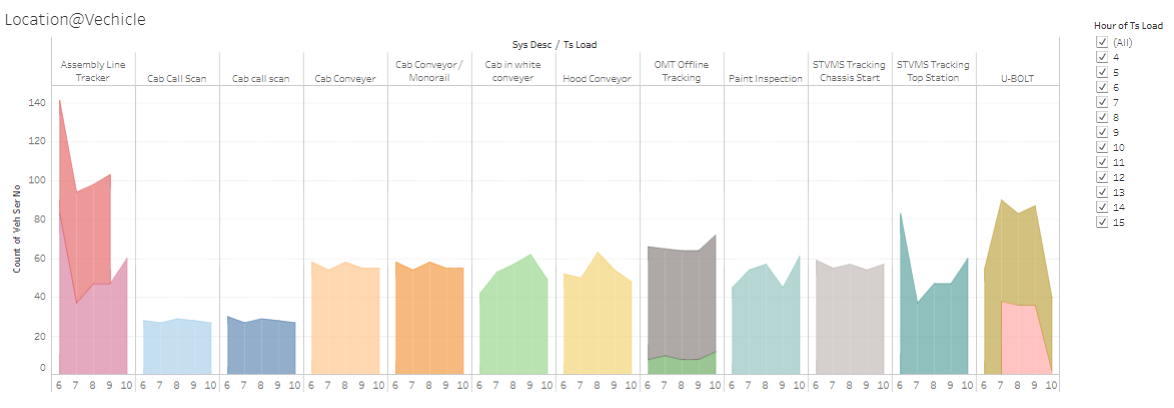 Location@Vechicle
Sys Desc / Ts Load
Assembly Line
Tracker
Cab Call Scan
Cab call scan
Cab Conveyer
Cab Conveyor /
Monorail
Cab in white
conveyer
Hood Conveyor
OMT Offline
Tracking
Paint Inspection
STVMS Tracking
Chassis Start
STVMS Tracking
Top Station
U-BOLT
Count of Veh Ser No
140
120
100
80
60
40
20
0
6 7 8 9 10 6 7 8 9 10 6 7 8 9 10 6 7 8 9 10 6 7 8 9 10 6 7 8 9 10 6 7 8 9 10 6 7 8 9 10 6 7 8 9 10 6 7 8 9 10 6 7 8 9 10 6 7 8 9 10
Hour of Ts Load
(All)
4
5
6
7
8
9
10
11
12
13
14
15